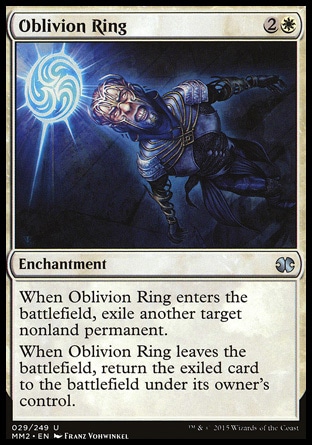 Oblivion Ring 2
Enchantment
When Oblivion Ring enters the
battlefield, exile another target
nonland permanent.
When Oblivion Ring leaves the
battlefield, return the exiled card
to the battlefield under its owner's
control.
029/249 U
MM2 • EN Franz Vohwinkel
™ & © 2015 Wizards of the Coast